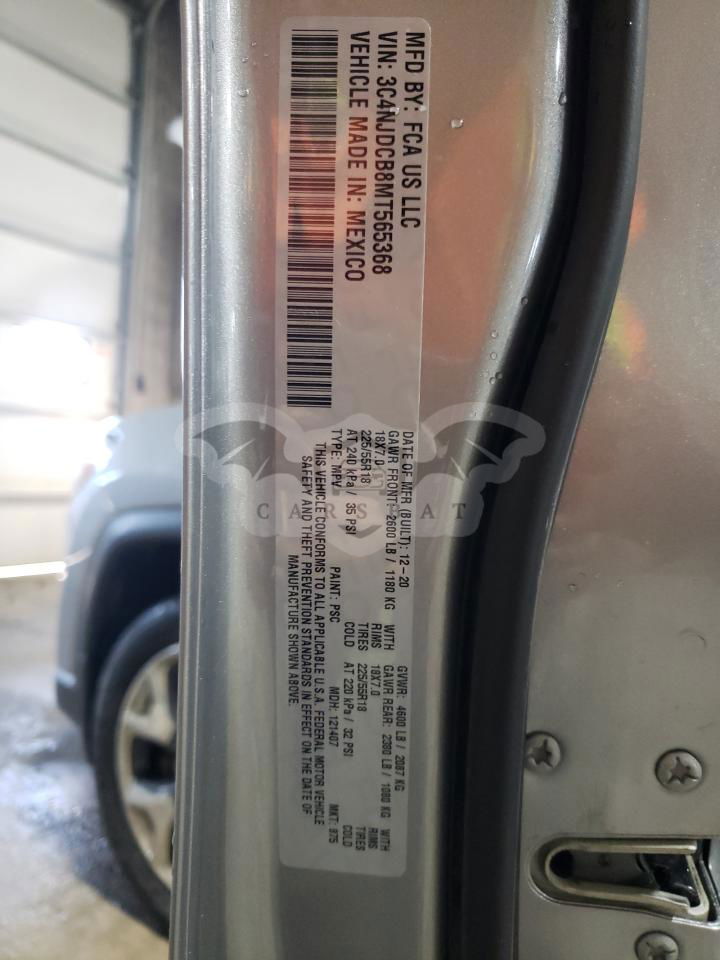 MFD BY: FCA US LLC
VIN: 3C4NJDCB8MT565368
VEHICLE MADE IN: MEXICO
DATE OF MFR (BUILT): 12-20 GVWR: 4600 LB / 2087 KG
GAWR FRONT: 2600 LB / 1180 KG WITH GAWR REAR: 2380 LB / 1080 KG WITH
18X7.0 RIMS 18X7.0 RIMS
225/55R18 TIRES 225/55R18 TIRES
AT 240 kPa / 35 PSI COLD AT 220 kPa / 32 PSI COLD
TYPE: MPV PAINT: PSC MDH: 121407 MKT: 975
THIS VEHICLE CONFORMS TO ALL APPLICABLE U.S.A. FEDERAL MOTOR VEHICLE
SAFETY AND THEFT PREVENTION STANDARDS IN EFFECT ON THE DATE OF
MANUFACTURE SHOWN ABOVE.
CARSBAT